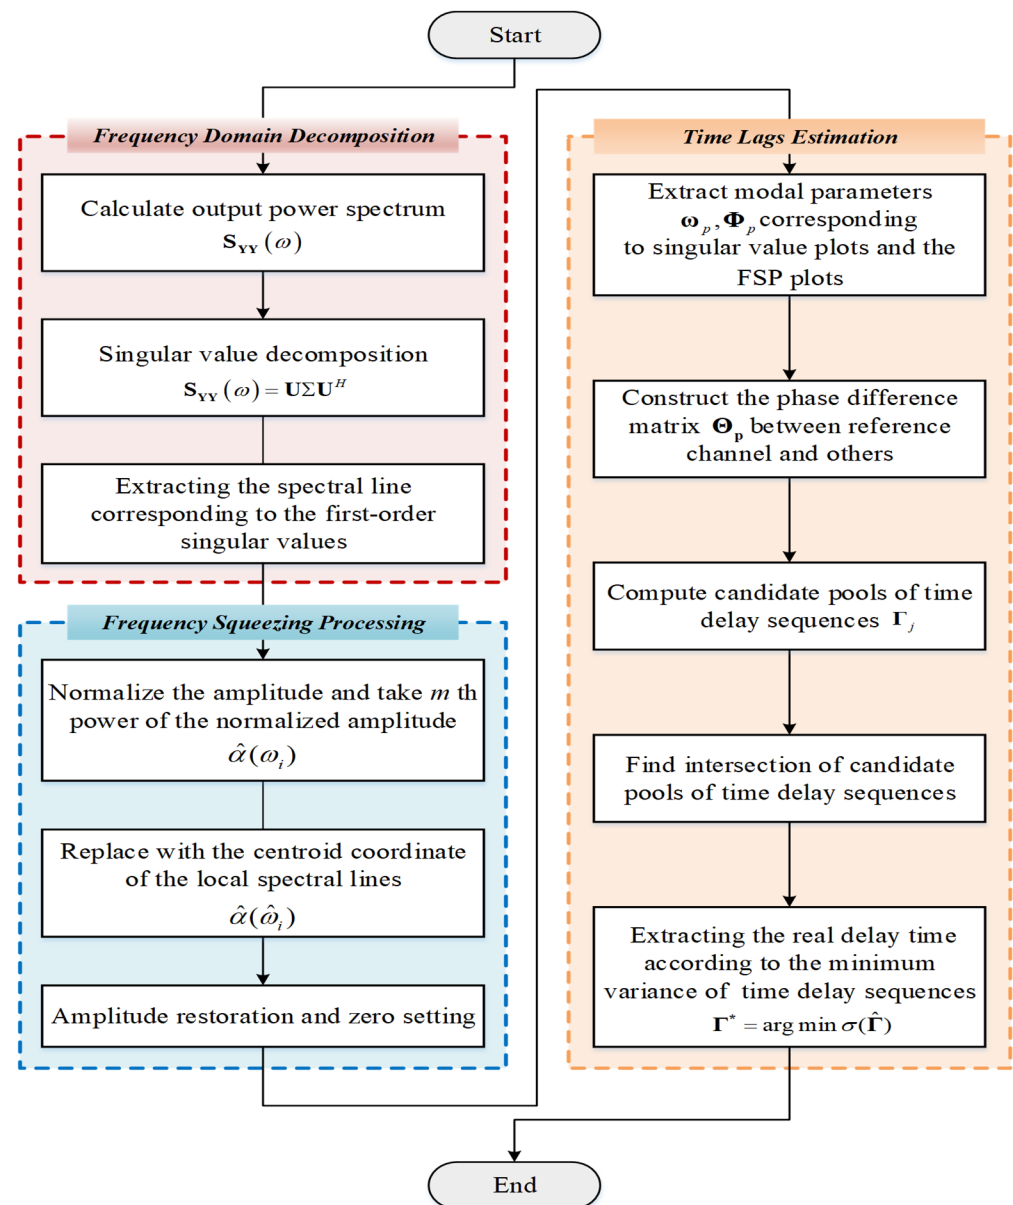 Start
Frequency Domain Decomposition
Calculate output power spectrum
S_YY(ω)
Singular value decomposition
S_YY(ω) = UΣU^H
Extracting the spectral line
corresponding to the first-order
singular values
Frequency Squeezing Processing
Normalize the amplitude and take m th
power of the normalized amplitude
α̂(ω_i)
Replace with the centroid coordinate
of the local spectral lines
α̂(ω̂_i)
Amplitude restoration and zero setting
Time Lags Estimation
Extract modal parameters
ω_p, Φ_p corresponding
to singular value plots and the
FSP plots
Construct the phase difference
matrix Θ_p between reference
channel and others
Compute candidate pools of time
delay sequences Γ_j
Find intersection of candidate
pools of time delay sequences
Extracting the real delay time
according to the minimum
variance of time delay sequences
Γ^* = arg min σ(Γ̂)
End